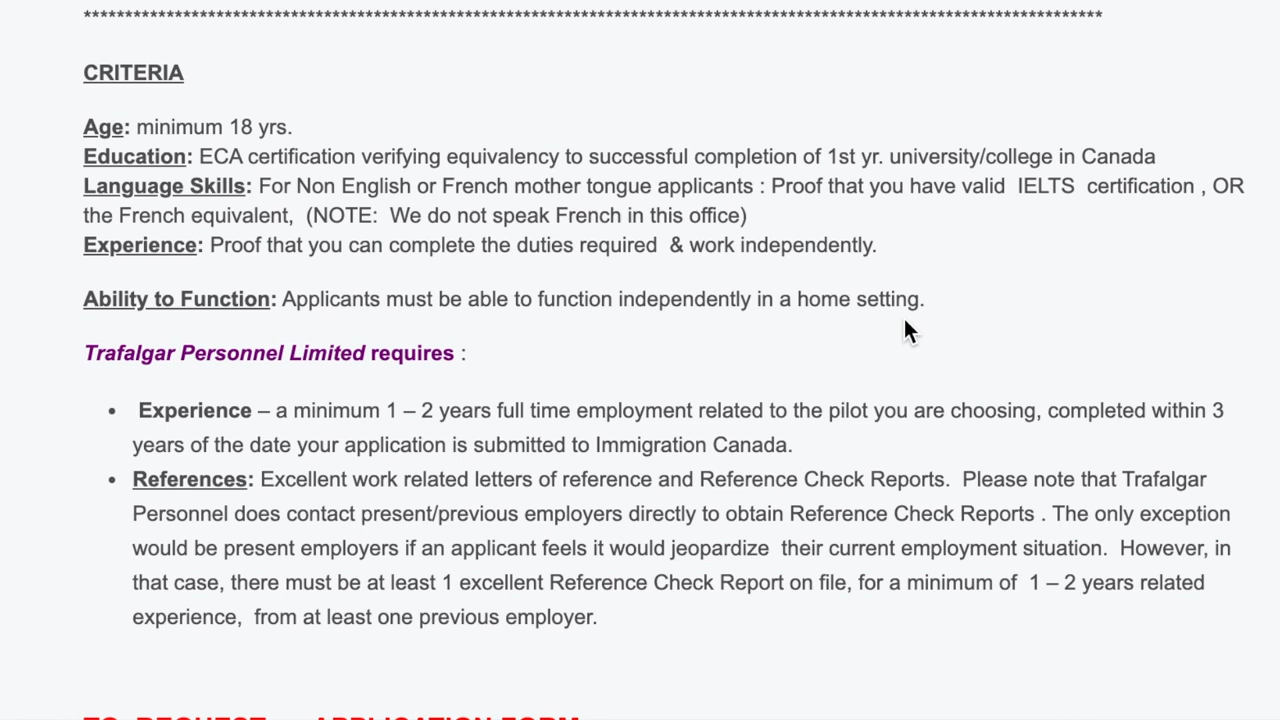 ****************************************************************************************************************************
CRITERIA
Age: minimum 18 yrs.
Education: ECA certification verifying equivalency to successful completion of 1st yr. university/college in Canada
Language Skills: For Non English or French mother tongue applicants : Proof that you have valid  IELTS  certification , OR
the French equivalent,  (NOTE:  We do not speak French in this office)
Experience: Proof that you can complete the duties required  & work independently.
Ability to Function: Applicants must be able to function independently in a home setting.
Trafalgar Personnel Limited requires :
•  Experience – a minimum 1 – 2 years full time employment related to the pilot you are choosing, completed within 3
years of the date your application is submitted to Immigration Canada.
• References: Excellent work related letters of reference and Reference Check Reports.  Please note that Trafalgar
Personnel does contact present/previous employers directly to obtain Reference Check Reports . The only exception
would be present employers if an applicant feels it would jeopardize  their current employment situation.  However, in
that case, there must be at least 1 excellent Reference Check Report on file, for a minimum of  1 – 2 years related
experience,  from at least one previous employer.
TO  REQUEST  APPLICATION FORM